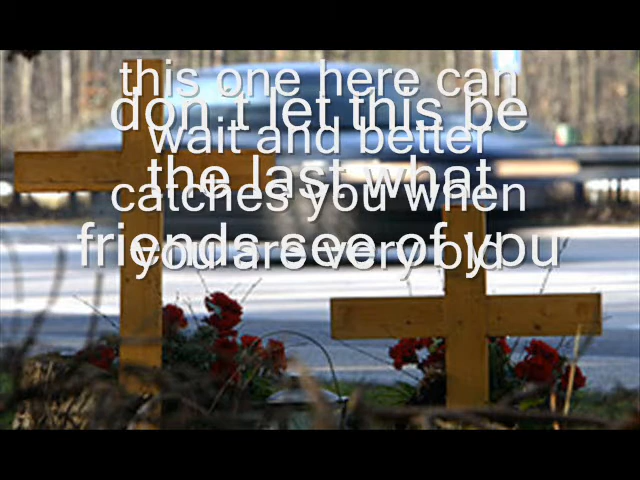 this one here can
wait and better
catches you when
you are very old
don´t let this be
the last what
friends see of you